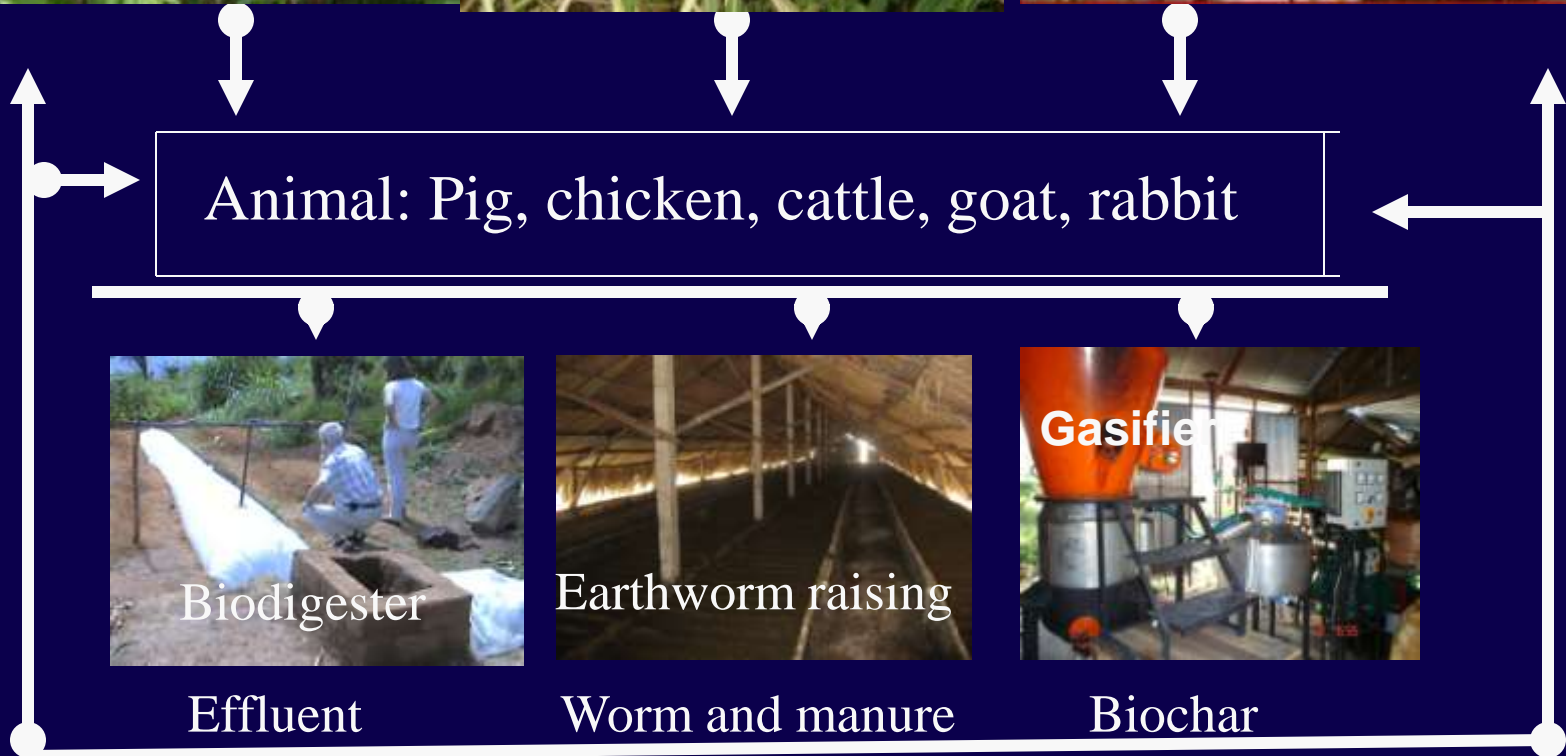 Animal: Pig, chicken, cattle, goat, rabbit
Gasifier
Biodigester
Earthworm raising
Effluent
Worm and manure
Biochar